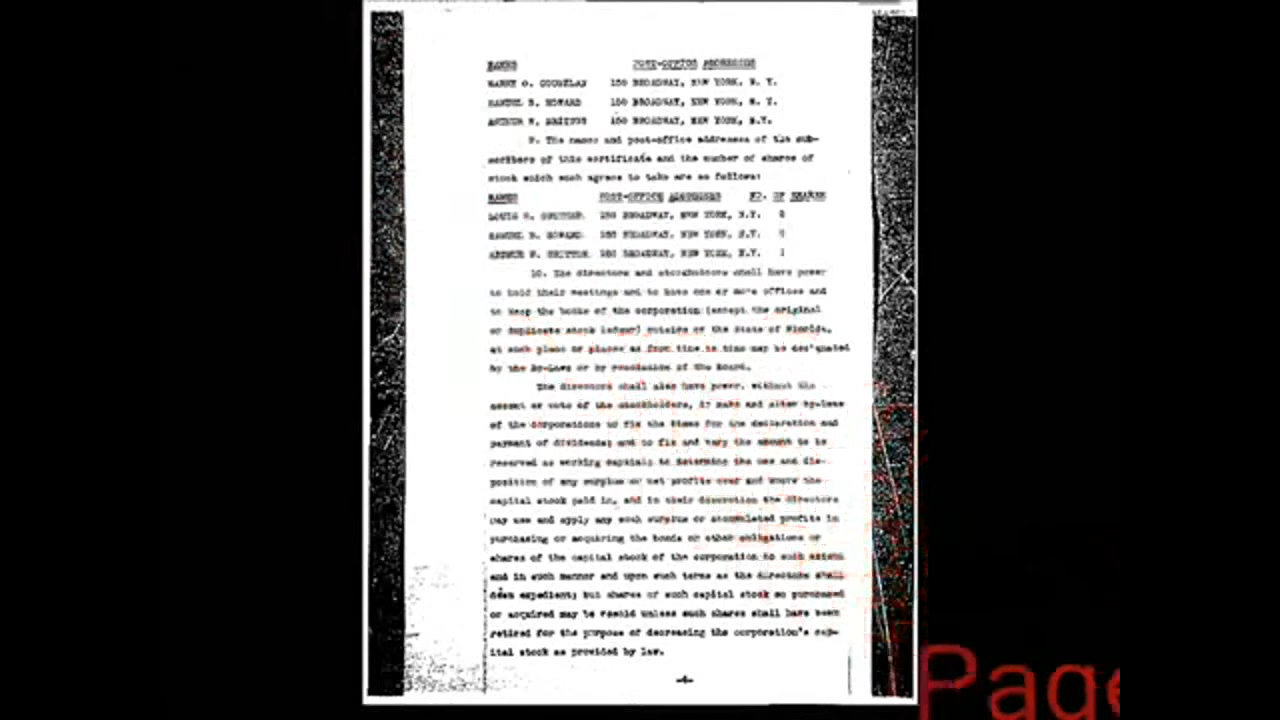 NAMES POST-OFFICE ADDRESSES
HARRY O. COUGHLAN 150 BROADWAY, NEW YORK, N. Y.
SAMUEL B. HOWARD 150 BROADWAY, NEW YORK, N. Y.
ARTHUR W. BRITTON 150 BROADWAY, NEW YORK, N.Y.
9. The names and post-office addresses of the sub-
scribers of this certificate and the number of shares of
stock which each agrees to take are as follows:
NAMES POST-OFFICE ADDRESSES NO. OF SHARES
LOUIS 150 BROADWAY, NEW YORK, N.Y.
SAMUEL B. HOWARD 150 BROADWAY, NEW YORK, N.Y.
ARTHUR W. BRITTON 150 BROADWAY, NEW YORK, N.Y. 1
10. The directors and stockholders shall have power
to hold their meetings and to have one or more offices and
to keep the books of the corporation (except the original
or duplicate stock ledger) outside of the State of Florida,
at such place or places as from time to time may be designated
by the By-Laws or by resolution of the Board.
The directors shall also have power, without the
assent or vote of the stockholders, to make and alter by-laws
of the corporation; to fix the times for the declaration and
payment of dividends; and to fix and vary the amount to be
reserved as working capital; to determine the use and dis-
position of any surplus or net profits over and above the
capital stock paid in, and in their discretion the directors
may use and apply any such surplus or accumulated profits in
purchasing or acquiring the bonds or other obligations or
shares of the capital stock of the corporation to such extent
and in such manner and upon such terms as the directors shall
deem expedient; but shares of such capital stock so purchased
or acquired may be resold unless such shares shall have been
retired for the purpose of decreasing the corporation's cap-
ital stock as provided by law.
-4-
Page